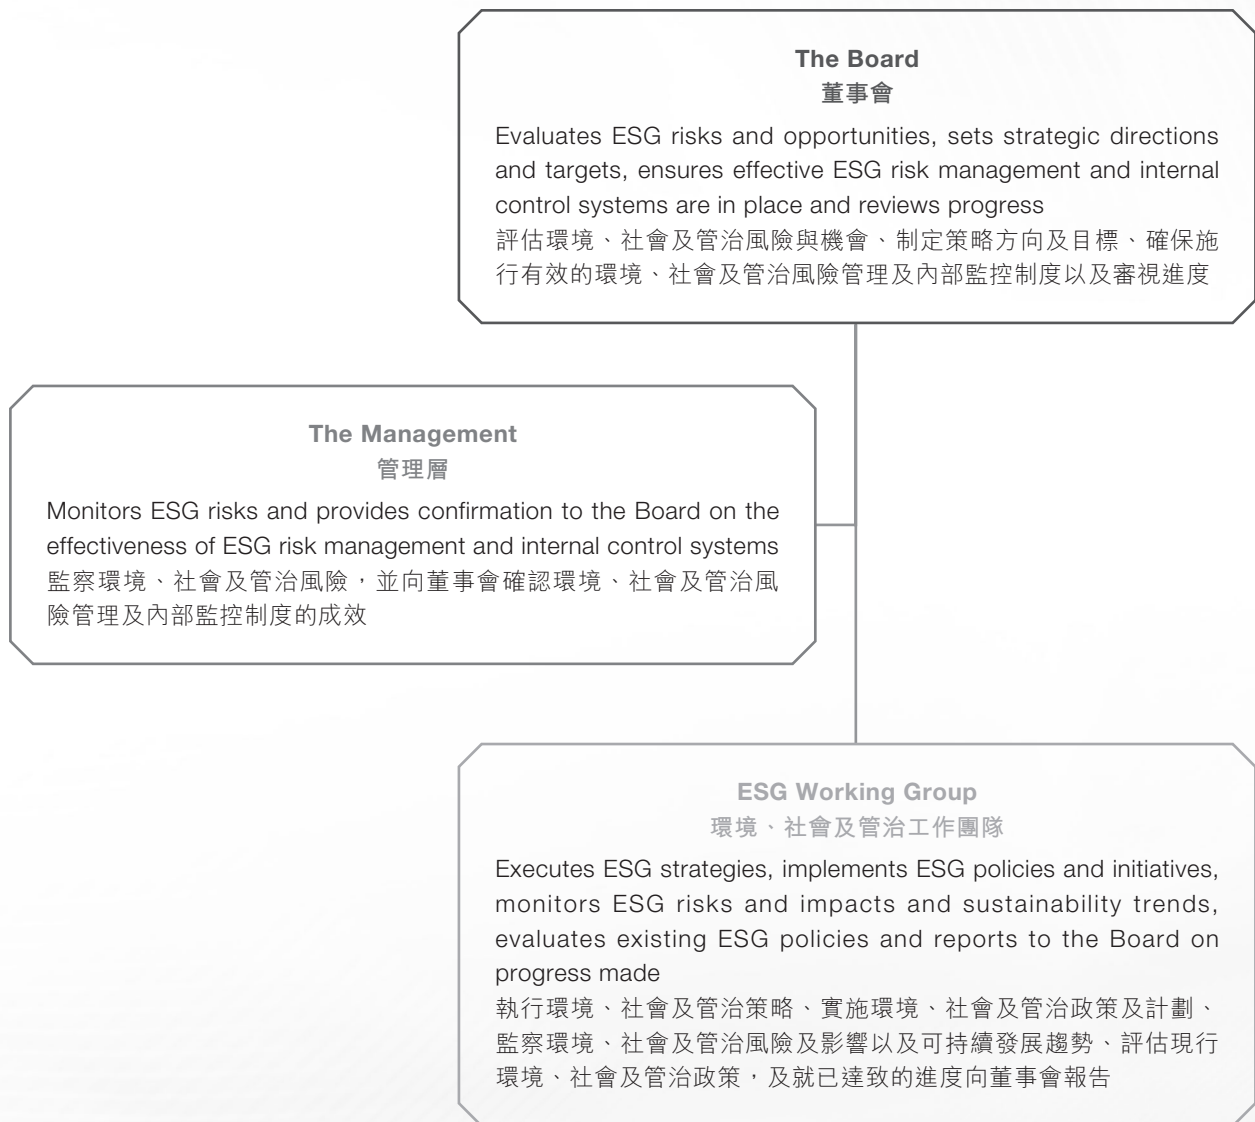 The Board
董事會
Evaluates ESG risks and opportunities, sets strategic directions
and targets, ensures effective ESG risk management and internal
control systems are in place and reviews progress
評估環境、社會及管治風險與機會、制定策略方向及目標、確保施
行有效的環境、社會及管治風險管理及內部監控制度以及審視進度
The Management
管理層
Monitors ESG risks and provides confirmation to the Board on the
effectiveness of ESG risk management and internal control systems
監察環境、社會及管治風險，並向董事會確認環境、社會及管治風
險管理及內部監控制度的成效
ESG Working Group
環境、社會及管治工作團隊
Executes ESG strategies, implements ESG policies and initiatives,
monitors ESG risks and impacts and sustainability trends,
evaluates existing ESG policies and reports to the Board on
progress made
執行環境、社會及管治策略、實施環境、社會及管治政策及計劃、
監察環境、社會及管治風險及影響以及可持續發展趨勢、評估現行
環境、社會及管治政策，及就已達致的進度向董事會報告